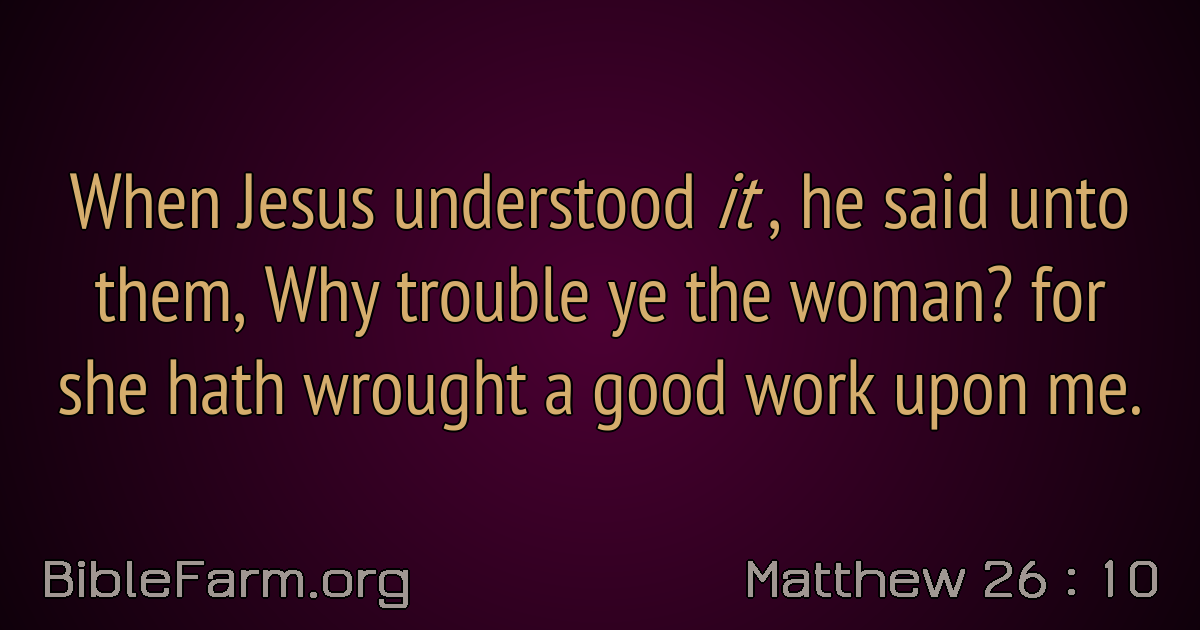 When Jesus understood it, he said unto
them, Why trouble ye the woman? for
she hath wrought a good work upon me.
BibleFarm.org
Matthew 26 : 10